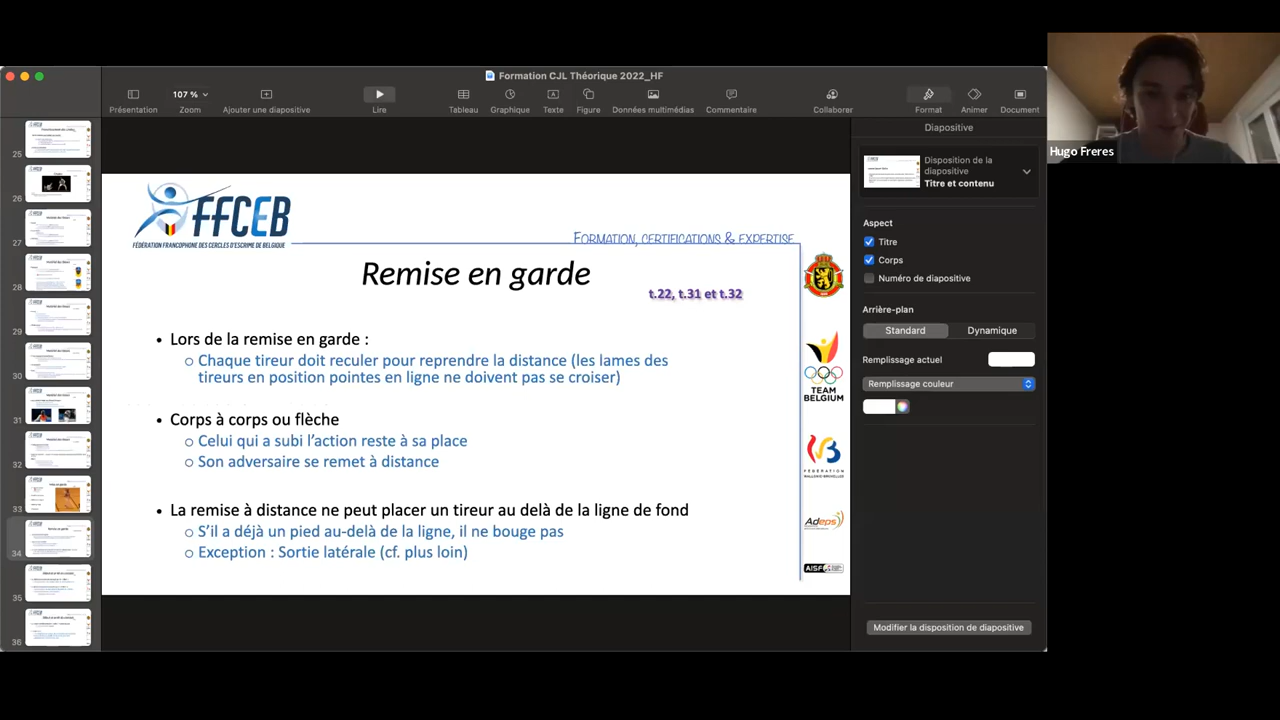 Formation CJL Théorique 2022_HF
107 %
Présentation
Zoom
Ajouter une diapositive
Lire
Tableau
Graphique
Texte
Figure
Données multimédias
Commentaire
Collaborer
Format
Animer
Document
Hugo Freres
25
26
27
28
29
30
31
32
33
34
35
36
FFCEB
FÉDÉRATION FRANCOPHONE DES CERCLES D'ESCRIME DE BELGIQUE
FORMATION, CERTIFICATIONS & EXPERTISE
Remise en garde
t.22, t.31 et t.32
• Lors de la remise en garde :
○ Chaque tireur doit reculer pour reprendre la distance (les lames des
tireurs en position pointes en ligne ne doivent pas se croiser)
• Corps à corps ou flèche
○ Celui qui a subi l'action reste à sa place
○ Son adversaire se remet à distance
• La remise à distance ne peut placer un tireur au delà de la ligne de fond
○ S'il a déjà un pied au-delà de la ligne, il ne bouge pas
○ Exception : Sortie latérale (cf. plus loin)
TEAM
BELGIUM
FÉDÉRATION
WALLONIE-BRUXELLES
Adeps
AISF
Diapositive
Disposition de la
diapositive
Titre et contenu
Aspect
Titre
Corps
Numéro de diapositive
Arrière-plan
Standard
Dynamique
Remplissage actuel
Remplissage couleur
Modifier la disposition de diapositive